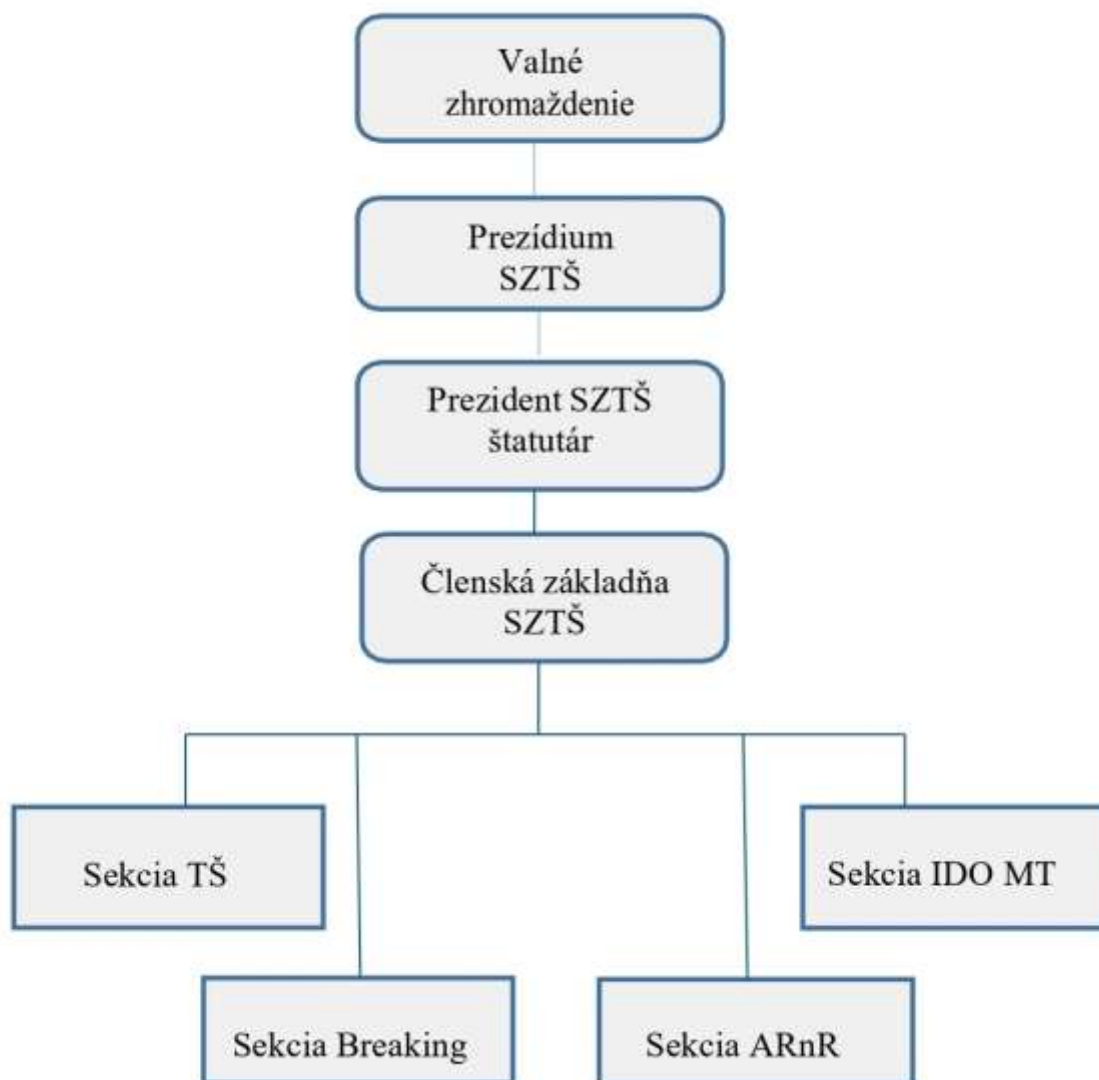 Valné
zhromaždenie
Prezídium
SZTŠ
Prezident SZTŠ
štatutár
Členská základňa
SZTŠ
Sekcia TŠ
Sekcia IDO MT
Sekcia Breaking
Sekcia ARnR